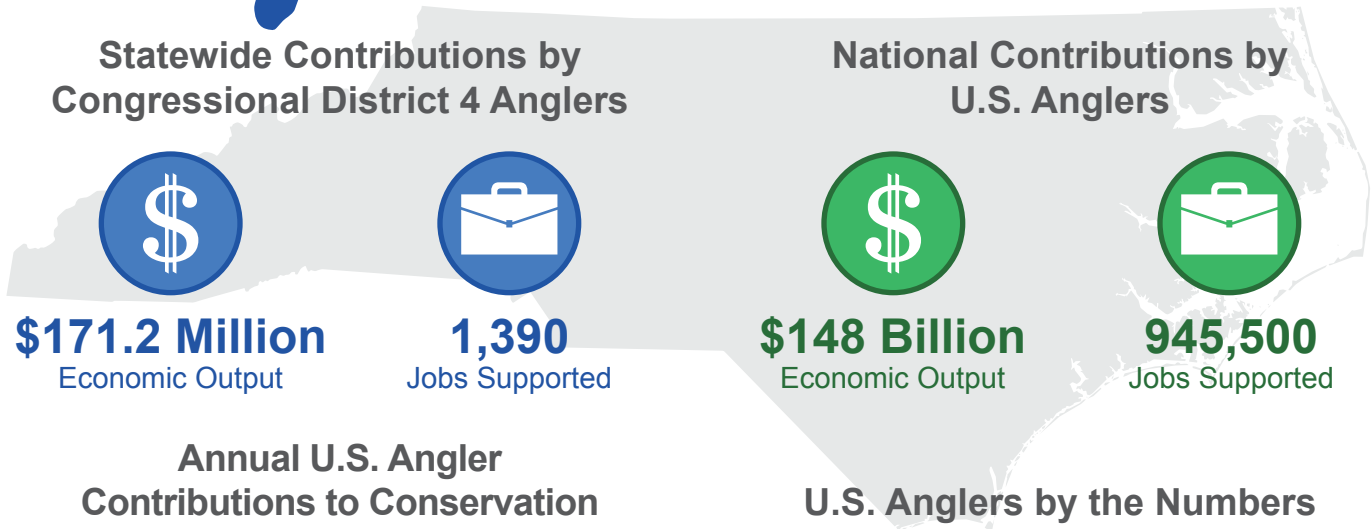 Statewide Contributions by
Congressional District 4 Anglers
$171.2 Million
Economic Output
1,390
Jobs Supported
National Contributions by
U.S. Anglers
$148 Billion
Economic Output
945,500
Jobs Supported
Annual U.S. Angler
Contributions to Conservation
U.S. Anglers by the Numbers